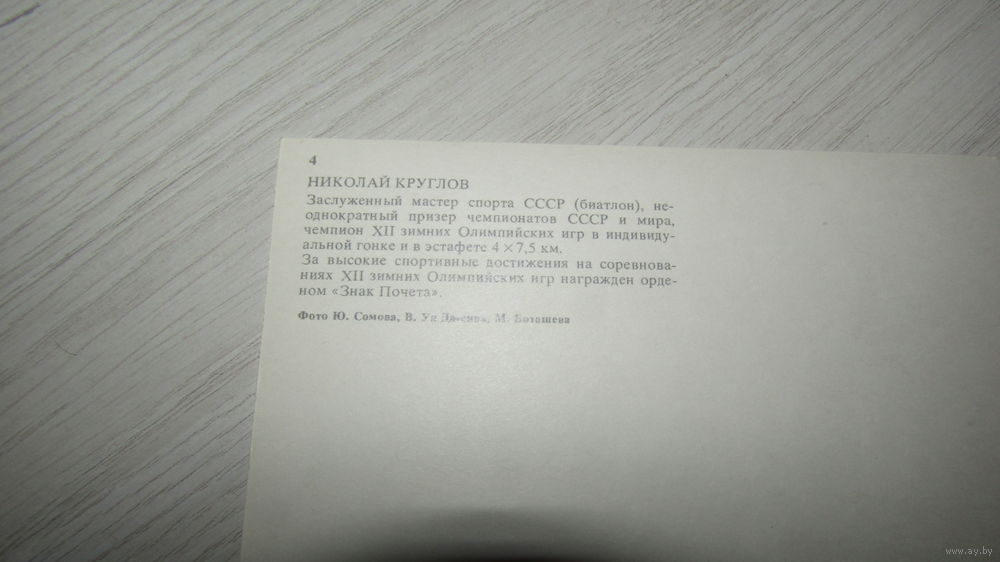 4
НИКОЛАЙ КРУГЛОВ
Заслуженный мастер спорта СССР (биатлон), не-
однократный призер чемпионатов СССР и мира,
чемпион XII зимних Олимпийских игр в индивиду-
альной гонке и в эстафете 4×7,5 км.
За высокие спортивные достижения на соревнова-
ниях XII зимних Олимпийских игр награжден орде-
ном «Знак Почета».
Фото Ю. Сомова, В. Ун М. Боташева
www.ay.by